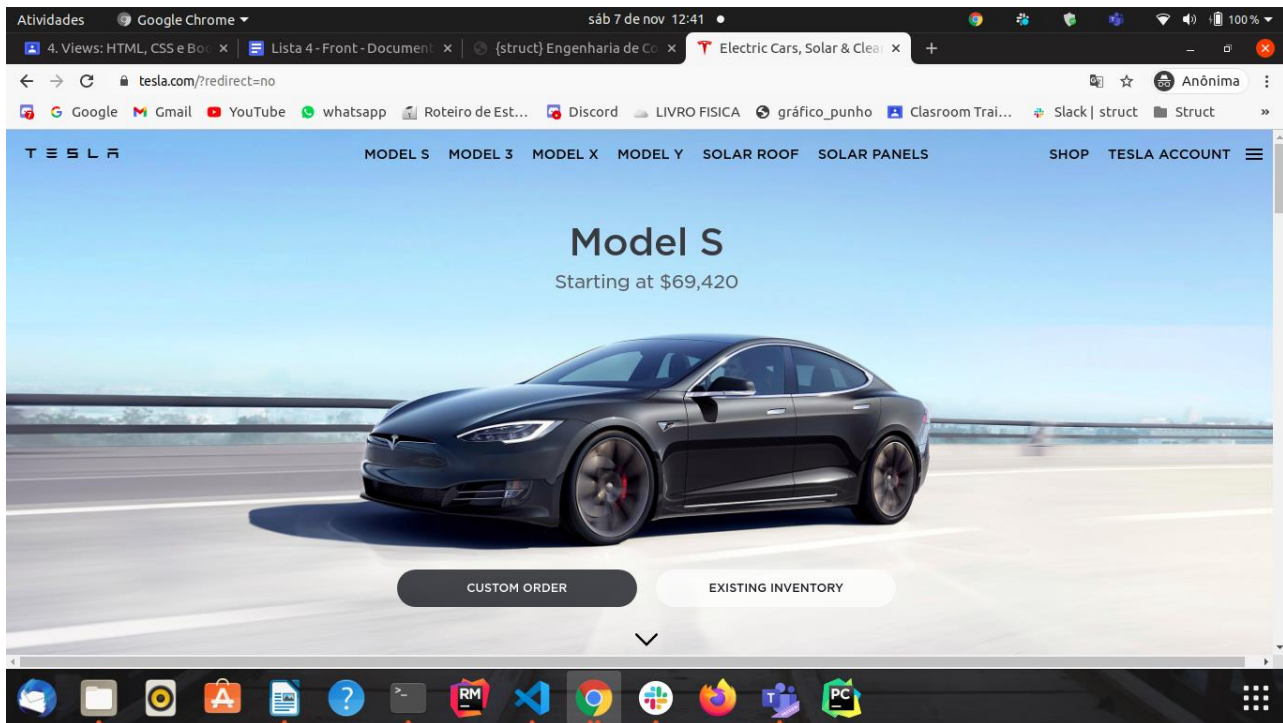 Atividades Google Chrome sáb 7 de nov 12:41 100 %
4. Views: HTML, CSS e Boo Lista 4 - Front - Document {struct} Engenharia de Co Electric Cars, Solar & Clea
tesla.com/?redirect=no Anônima
Google Gmail YouTube whatsapp Roteiro de Est... Discord LIVRO FISICA gráfico_punho Clasroom Trai... Slack | struct Struct »
TESLA MODEL S MODEL 3 MODEL X MODEL Y SOLAR ROOF SOLAR PANELS SHOP TESLA ACCOUNT
Model S
Starting at $69,420
CUSTOM ORDER EXISTING INVENTORY
RM PC